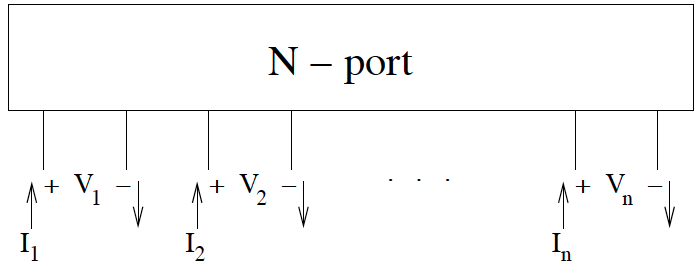 N – port
+ V₁ – + V₂ – . . . + Vₙ –
I₁ I₂ Iₙ